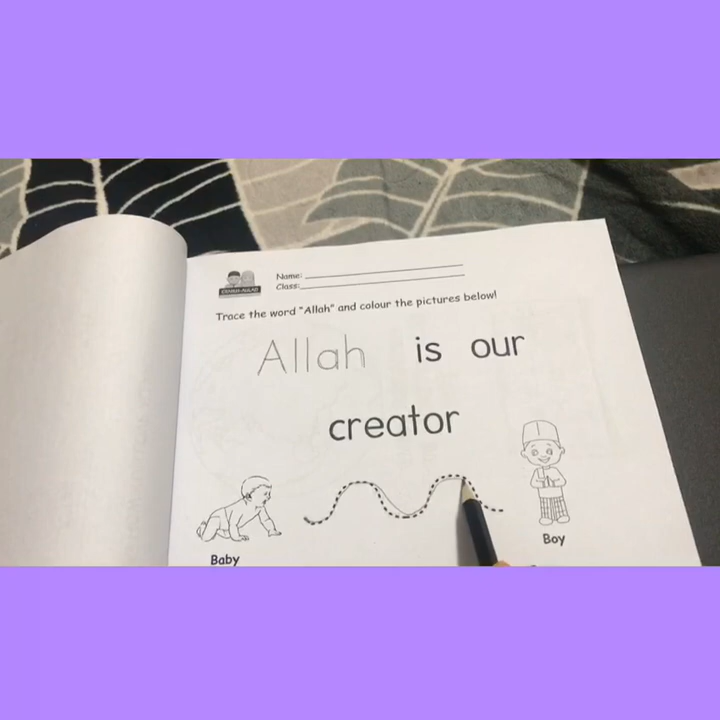 Name:
Class:
Trace the word "Allah" and colour the pictures below!
Allah is our
creator
Baby
Boy